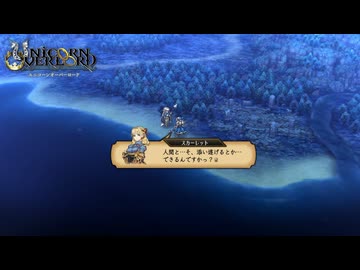 UNICORN
OVERLORD
ユニコーンオーバーロード
スカーレット
人間と…そ、添い遂げるとか…
できるんですかっ？